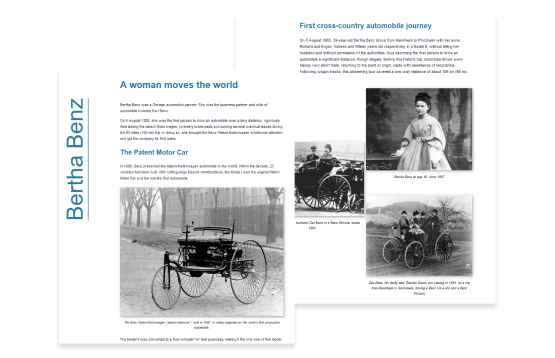 Bertha Benz
A woman moves the world
Bertha Benz was a German automotive pioneer. She was the business partner and wife of
automobile inventor Karl Benz.
On 5 August 1888, she was the first person to drive an automobile over a long distance, rigorously
field testing the patent Motorwagen, inventing brake pads and solving several practical issues during
the 65 miles (105 km) trip. In doing so, she brought the Benz Patent-Motorwagen worldwide attention
and got the company its first sales.
The Patent Motor Car
In 1886, Benz presented the Patent-Motorwagen automobile to the world. Within the decade, 25
vehicles had been built. With cutting-edge bicycle constructions, the Model I was the original Patent
Motor Car and the world's first automobile.
The Benz Patent-Motorwagen ("patent motorcar"), built in 1885, is widely regarded as the world's first production
automobile.
The Model I was converted to a four-wheeler for test purposes, making it the only one of this model
First cross-country automobile journey
On 5 August 1888, 39-year-old Bertha Benz drove from Mannheim to Pforzheim with her sons
Richard and Eugen, thirteen and fifteen years old respectively, in a Model III, without telling her
husband and without permission of the authorities, thus becoming the first person to drive an
automobile a significant distance, though illegally. Before this historic trip, motorized drives were
merely very short trials, returning to the point of origin, made with assistance of mechanics.
Following wagon tracks, this pioneering tour covered a one-way distance of about 106 km (66 mi).
Bertha Benz at age 18, circa 1867
husband Carl Benz in a Benz Viktoria, model
1894
Carl Benz, his family and Theodor Baron von Liebieg in 1894, on a trip
from Mannheim to Gernsheim, driving a Benz Vis-à-vis and a Benz
Victoria